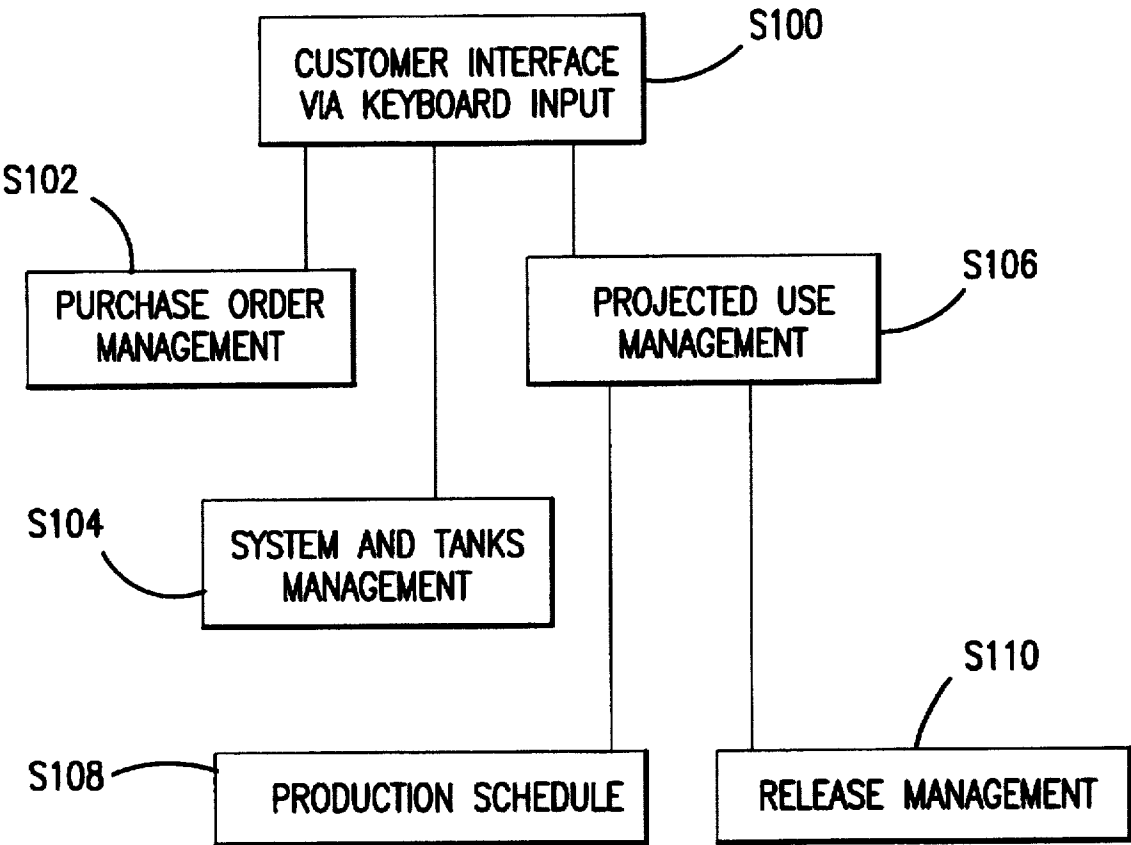 S100
CUSTOMER INTERFACE
VIA KEYBOARD INPUT
S102
PURCHASE ORDER
MANAGEMENT
S106
PROJECTED USE
MANAGEMENT
S104
SYSTEM AND TANKS
MANAGEMENT
S110
S108
PRODUCTION SCHEDULE
RELEASE MANAGEMENT